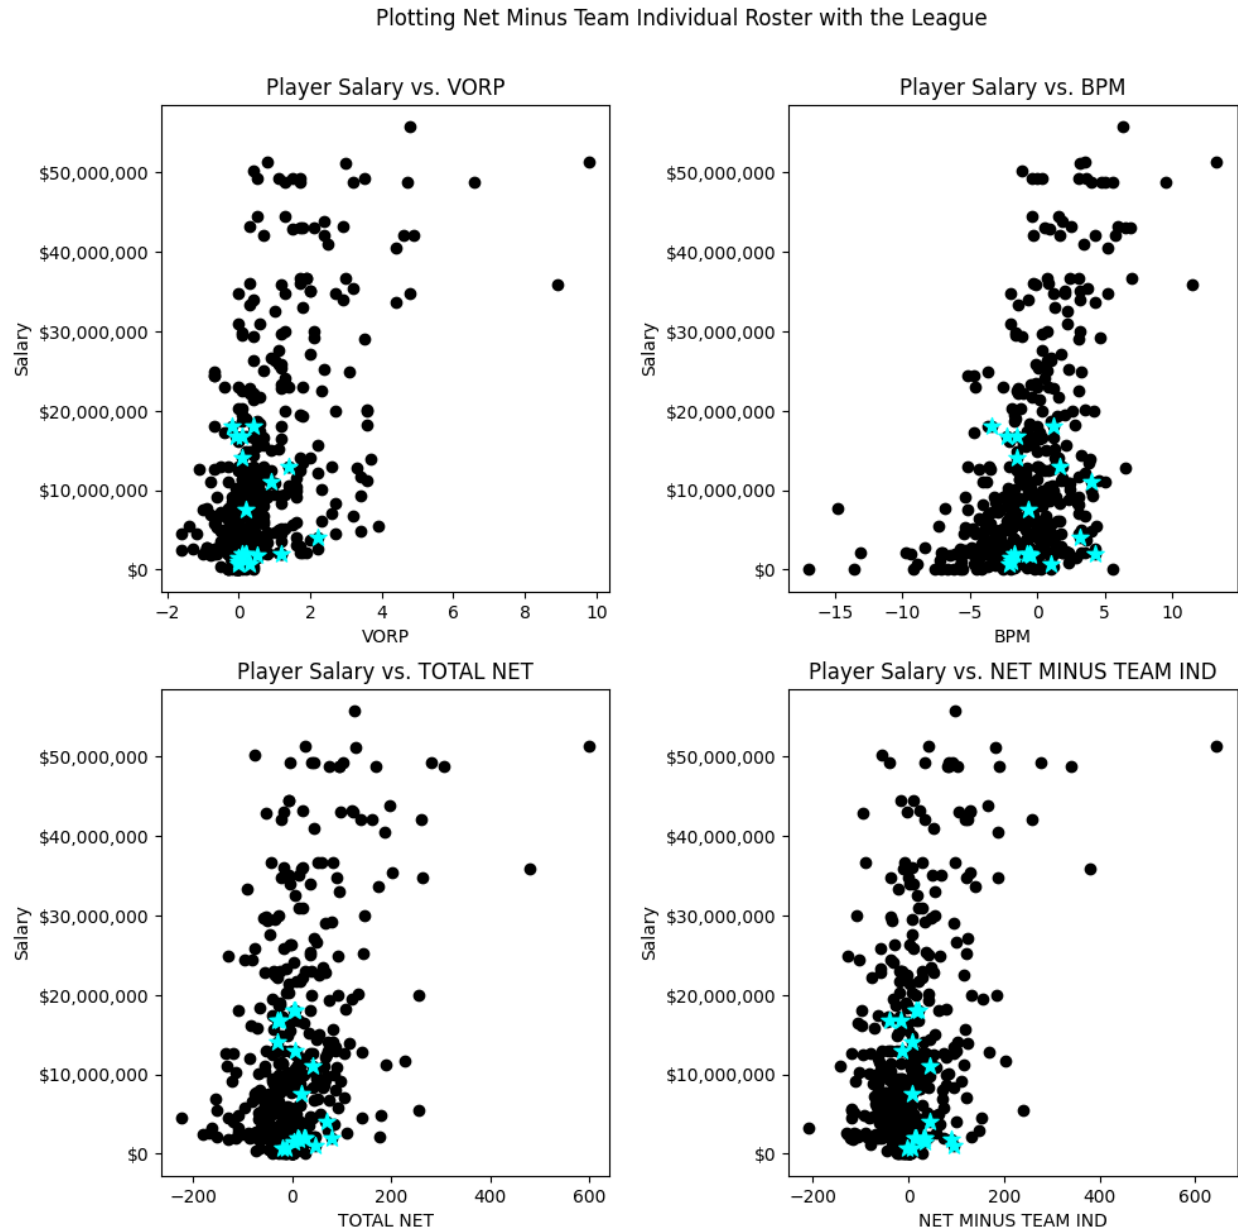 Plotting Net Minus Team Individual Roster with the League
Player Salary vs. VORP
$50,000,000
$40,000,000
$30,000,000
$20,000,000
$10,000,000
$0
Salary
−2 0 2 4 6 8 10
VORP
Player Salary vs. BPM
$50,000,000
$40,000,000
$30,000,000
$20,000,000
$10,000,000
$0
Salary
−15 −10 −5 0 5 10
BPM
Player Salary vs. TOTAL NET
$50,000,000
$40,000,000
$30,000,000
$20,000,000
$10,000,000
$0
Salary
−200 0 200 400 600
TOTAL NET
Player Salary vs. NET MINUS TEAM IND
$50,000,000
$40,000,000
$30,000,000
$20,000,000
$10,000,000
$0
Salary
−200 0 200 400 600
NET MINUS TEAM IND